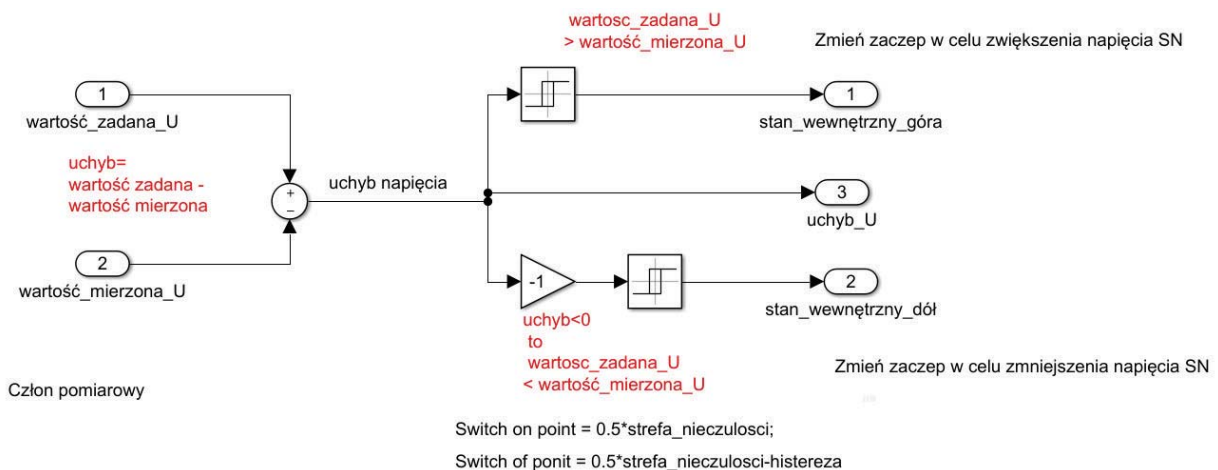 wartosc_zadana_U
> wartość_mierzona_U
Zmień zaczep w celu zwiększenia napięcia SN
1
wartość_zadana_U
1
stan_wewnętrzny_góra
uchyb=
wartość zadana -
wartość mierzona
+
−
uchyb napięcia
3
uchyb_U
2
wartość_mierzona_U
-1
2
stan_wewnętrzny_dół
uchyb<0
to
wartosc_zadana_U
< wartość_mierzona_U
Zmień zaczep w celu zmniejszenia napięcia SN
Człon pomiarowy
Switch on point = 0.5*strefa_nieczulosci;
Switch of ponit = 0.5*strefa_nieczulosci-histereza